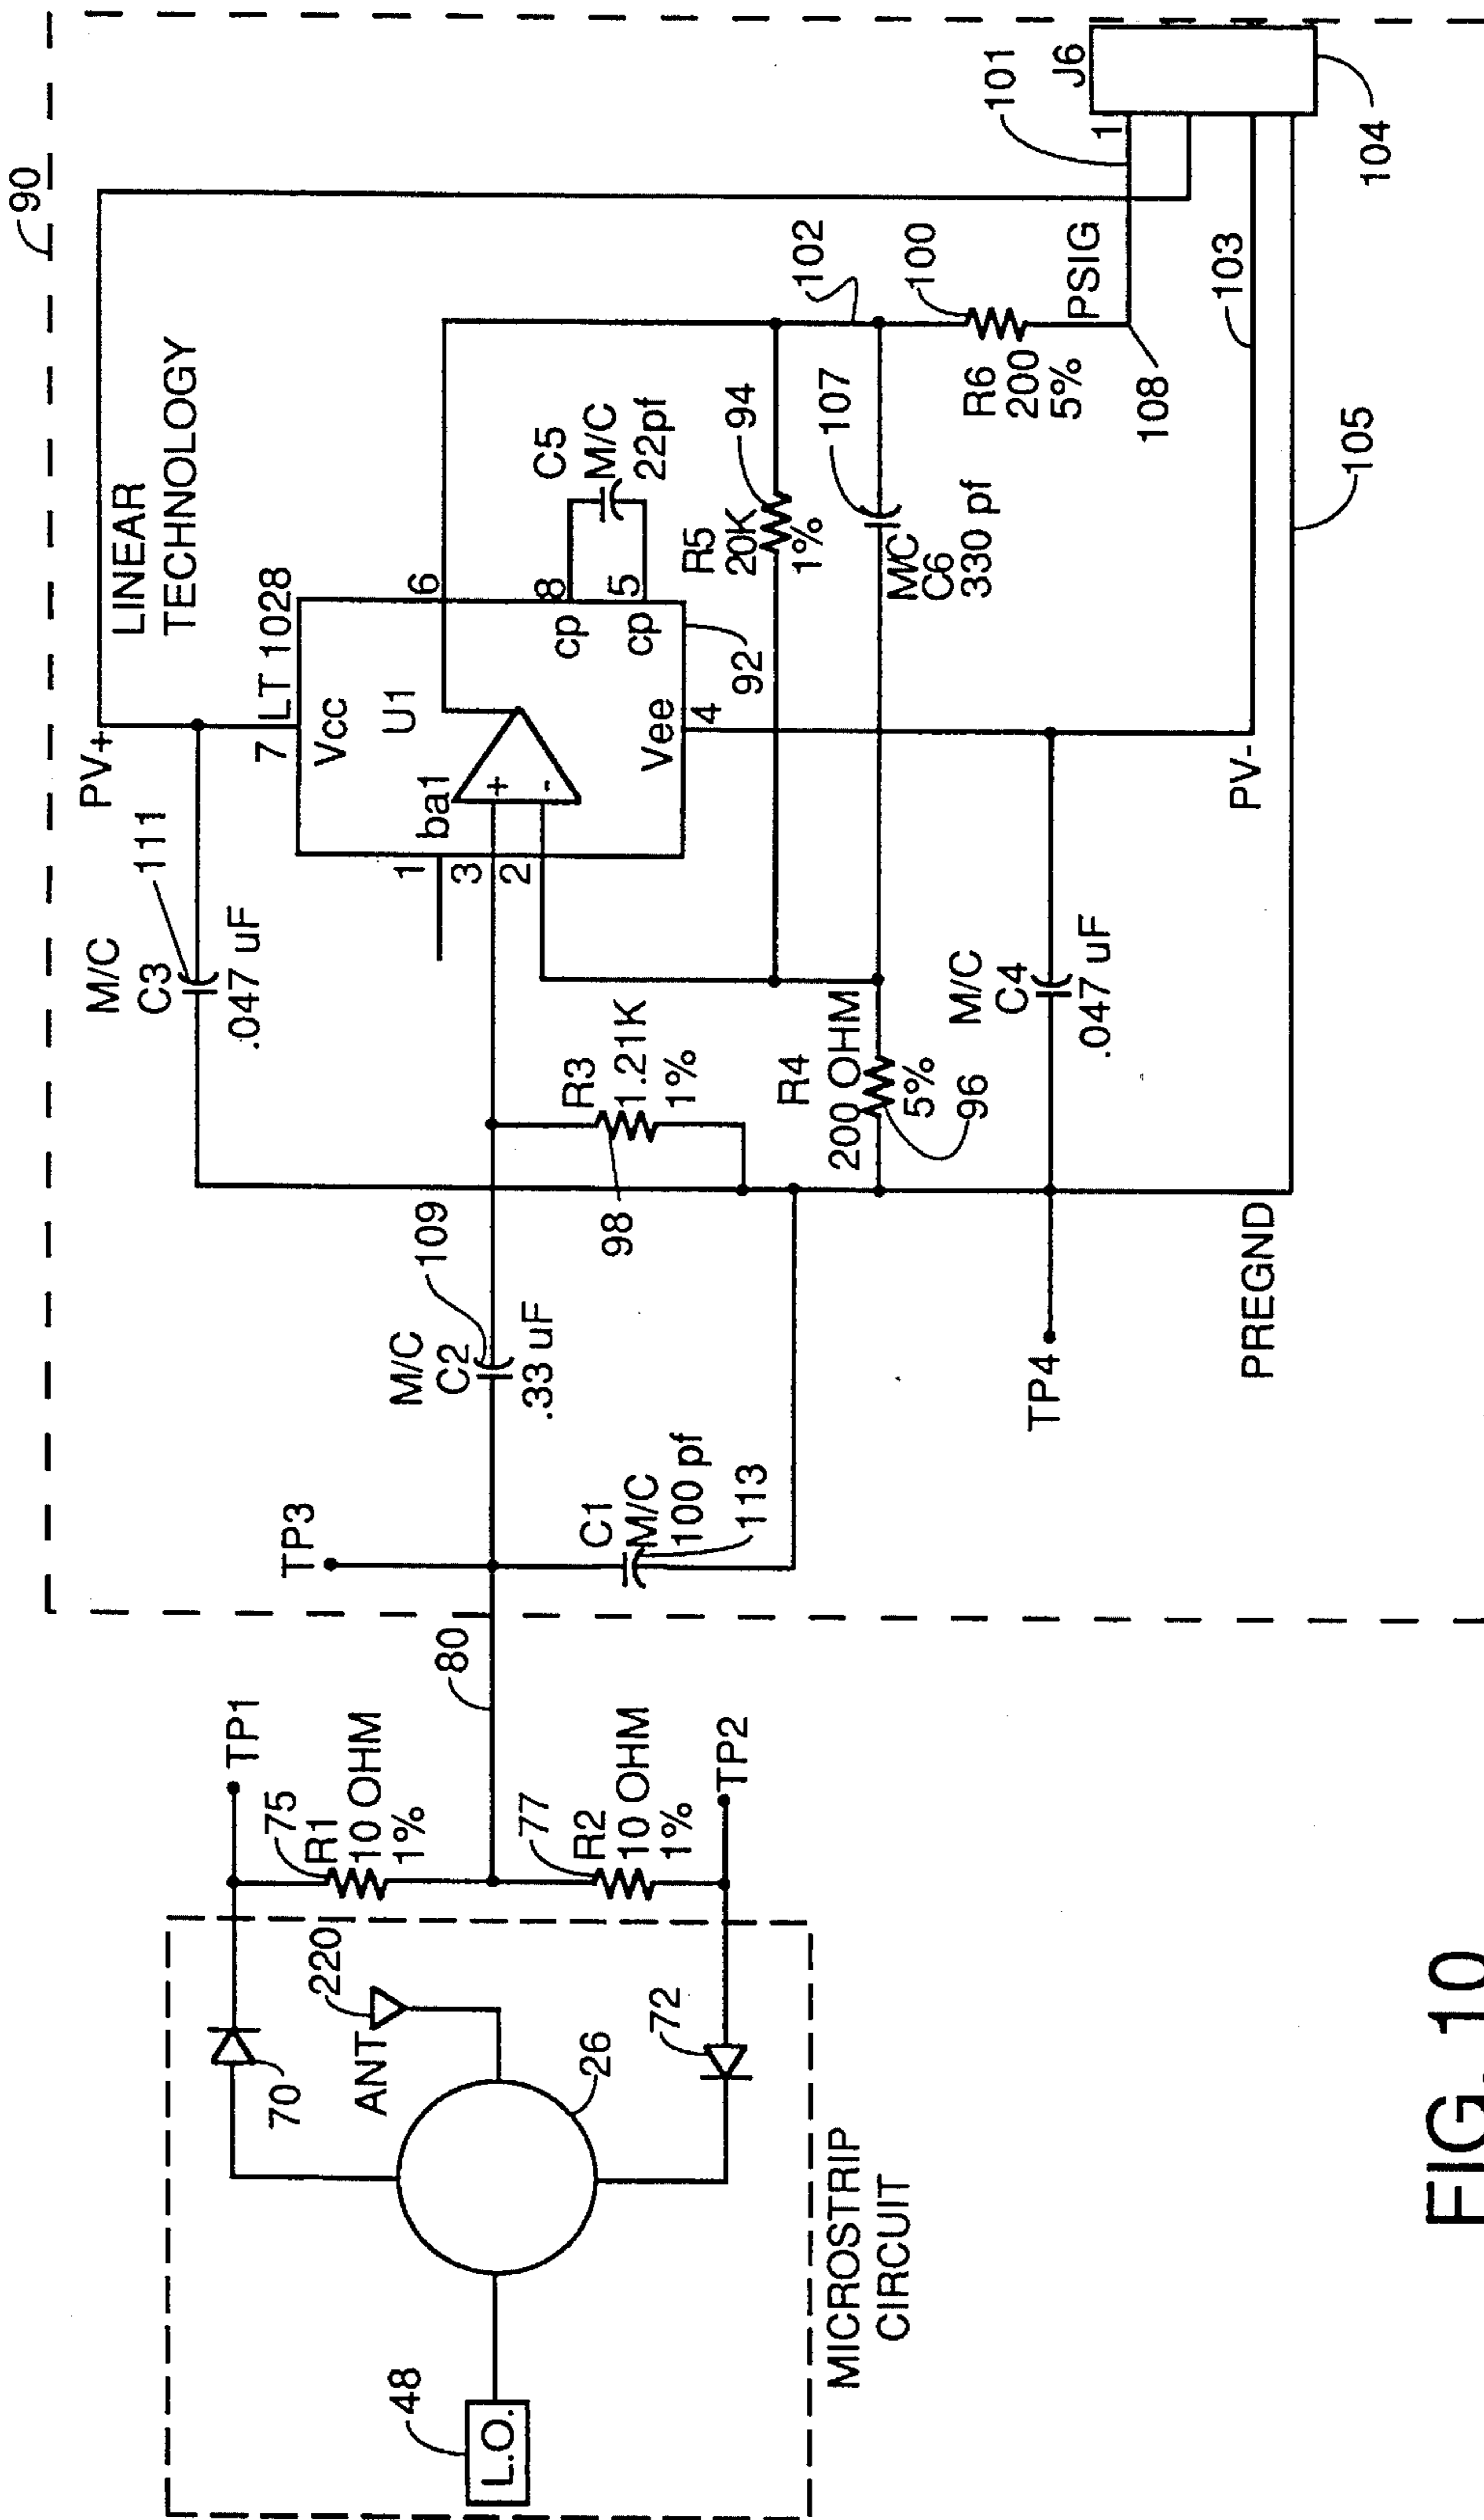 90
LINEAR
TECHNOLOGY
PV+
M/C
C3
.047 uF
111
7
LT 1028
Vcc
U1
ba1
+
-
1
3
2
6
cp
8
cp
5
C5
M/C
22pf
Vee
4
92
R5
20K
1%
94
102
107
M/C
C6
330 pf
100
R6
200
5%
PSIG
108
101
1
J6
104
103
105
PV-
R3
1.21K
1%
98
R4
200 OHM
5%
96
M/C
C4
.047 uF
TP4
PREGND
109
M/C
C2
.33 uF
TP3
C1
M/C
100 pf
113
80
TP1
75
R1
10 OHM
1%
77
R2
10 OHM
1%
TP2
220
ANT
70
26
72
48
L.O.
MICROSTRIP
CIRCUIT
FIG. 10